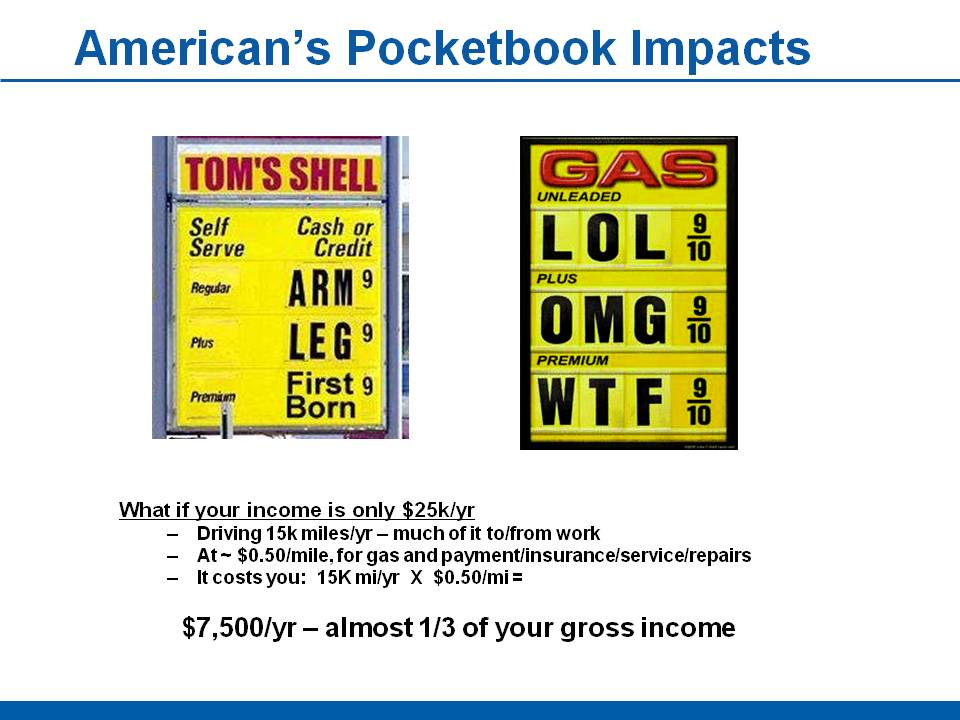 American's Pocketbook Impacts
TOM'S SHELL
Self Serve
Cash or Credit
Regular ARM 9
Plus LEG 9
Premium First Born 9
GAS
UNLEADED
LOL 9/10
PLUS
OMG 9/10
PREMIUM
WTF 9/10
What if your income is only $25k/yr
– Driving 15k miles/yr – much of it to/from work
– At ~ $0.50/mile, for gas and payment/insurance/service/repairs
– It costs you: 15K mi/yr X $0.50/mi =
$7,500/yr – almost 1/3 of your gross income